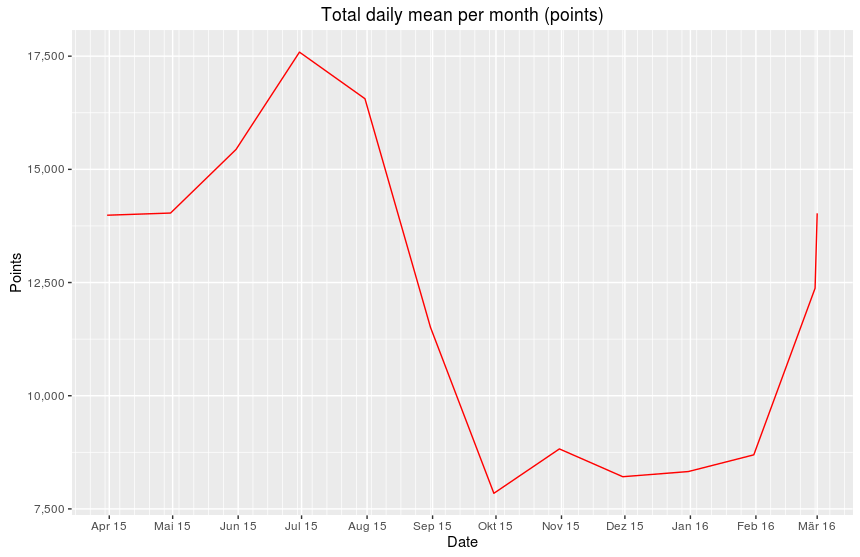 Total daily mean per month (points)
Points
17,500
15,000
12,500
10,000
7,500
Apr 15 Mai 15 Jun 15 Jul 15 Aug 15 Sep 15 Okt 15 Nov 15 Dez 15 Jan 16 Feb 16 Mär 16
Date